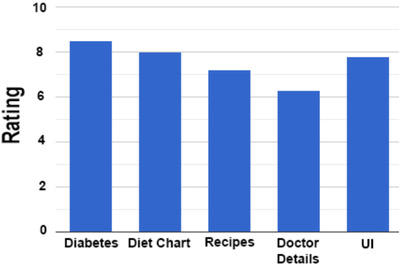 10
8
6
4
2
0
Rating
Diabetes
Diet Chart
Recipes
Doctor
Details
UI